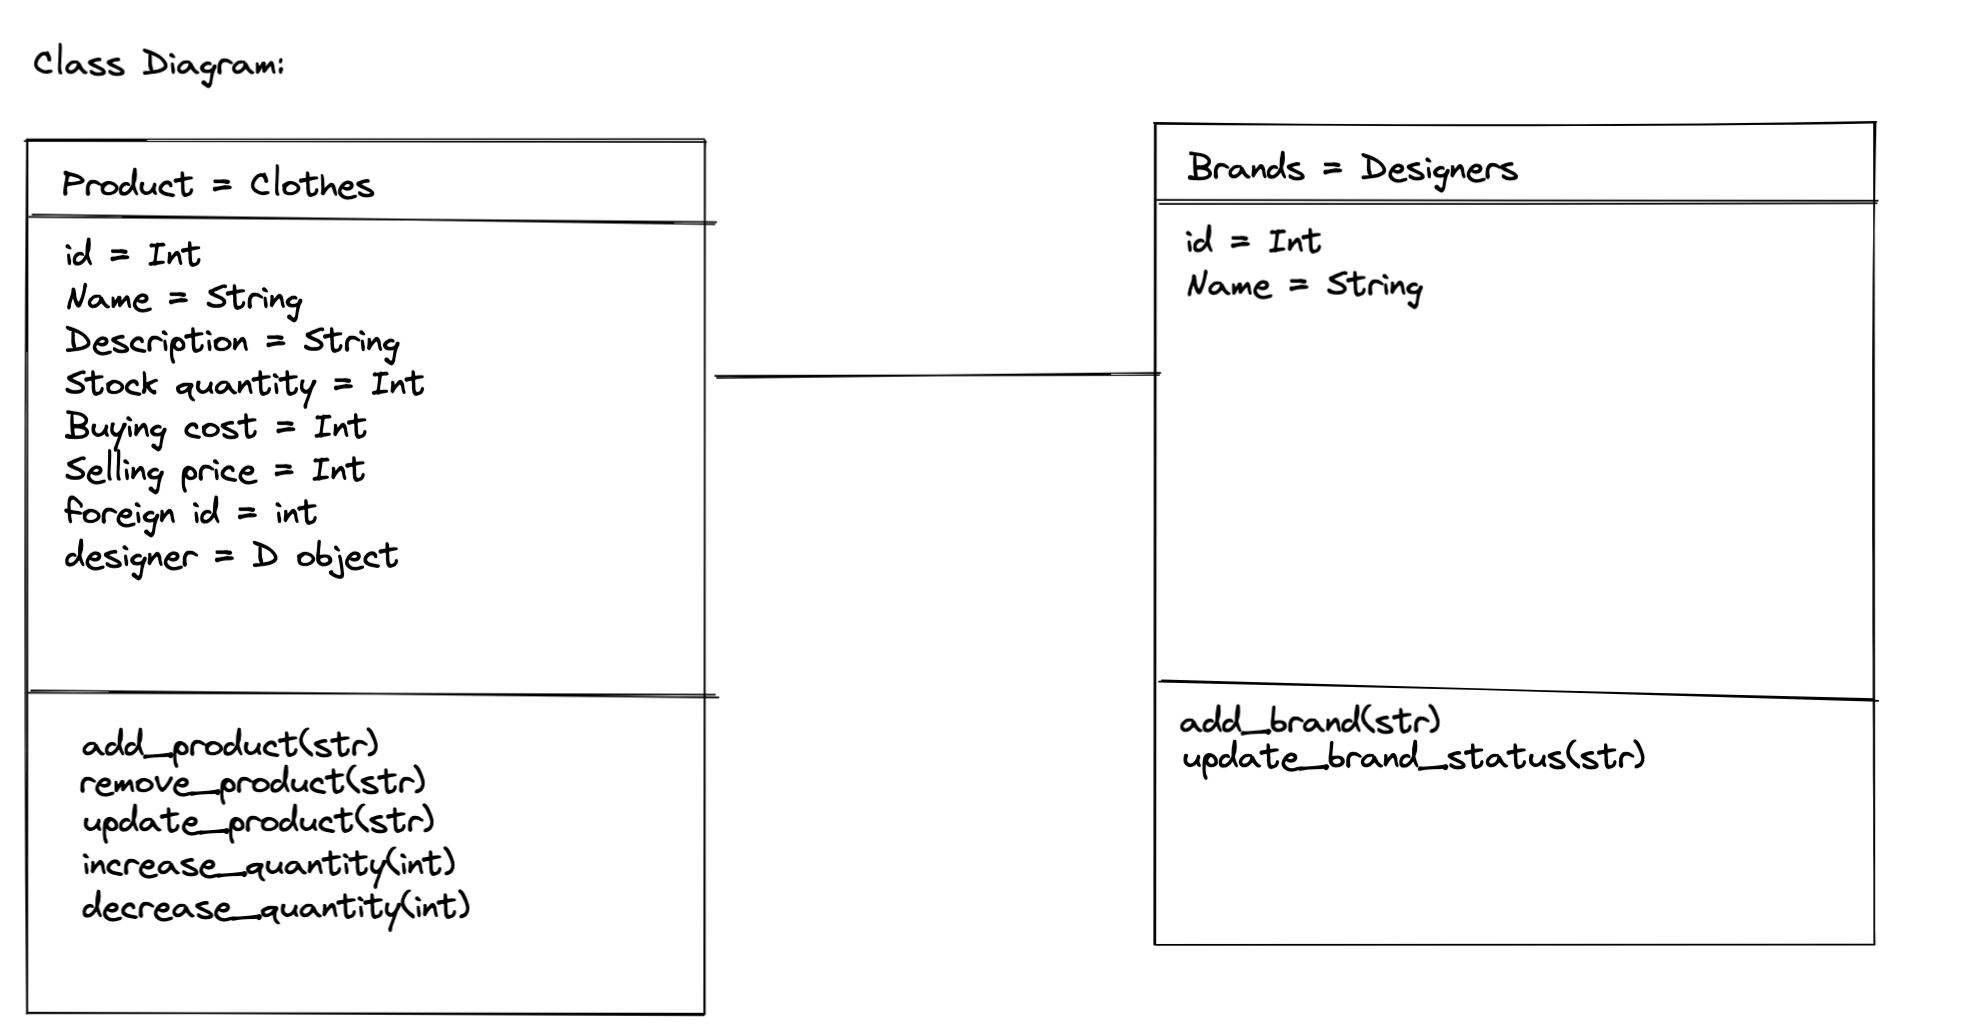 Class Diagram:
Product = Clothes
id = Int
Name = String
Description = String
Stock quantity = Int
Buying cost = Int
Selling price = Int
foreign id = int
designer = D object
add_product(str)
remove_product(str)
update_product(str)
increase_quantity(int)
decrease_quantity(int)
Brands = Designers
id = Int
Name = String
add_brand(str)
update_brand_status(str)